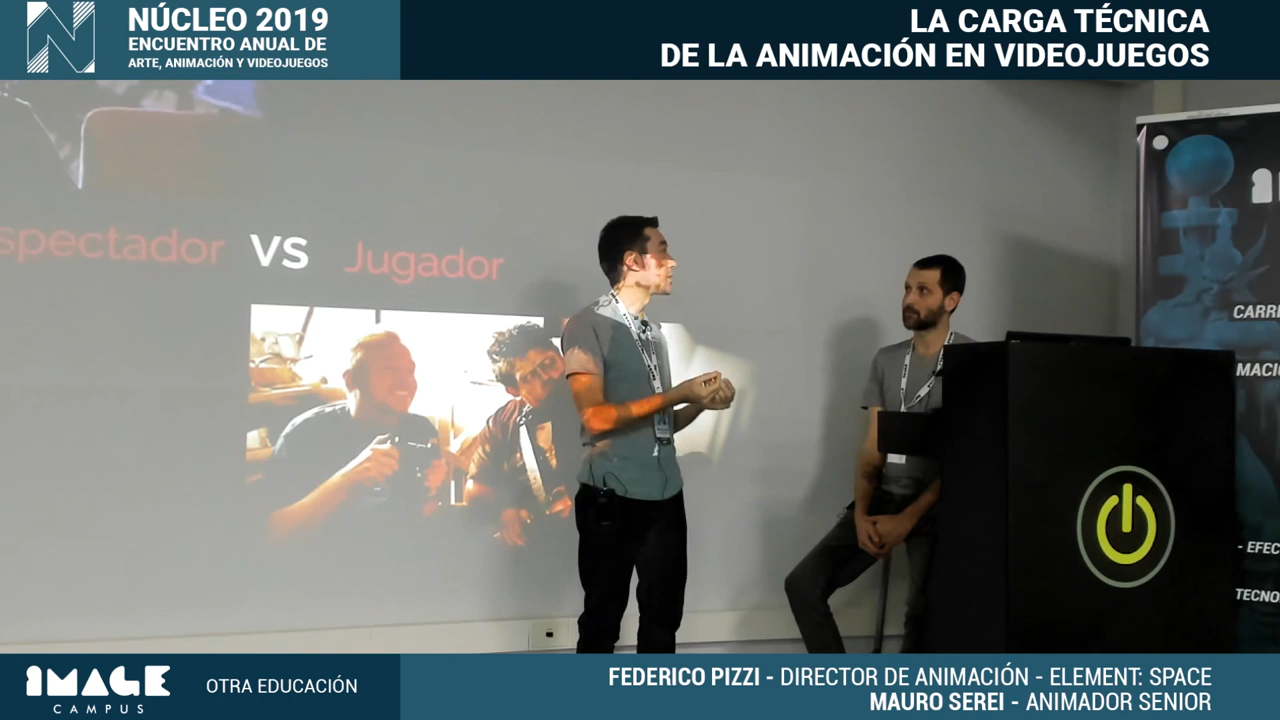 NÚCLEO 2019
ENCUENTRO ANUAL DE
ARTE, ANIMACIÓN Y VIDEOJUEGOS
LA CARGA TÉCNICA
DE LA ANIMACIÓN EN VIDEOJUEGOS
spectador VS Jugador
CARR
MACI
- EFEC
TECNO
IMAGE
CAMPUS
OTRA EDUCACIÓN
FEDERICO PIZZI - DIRECTOR DE ANIMACIÓN - ELEMENT: SPACE
MAURO SEREI - ANIMADOR SENIOR